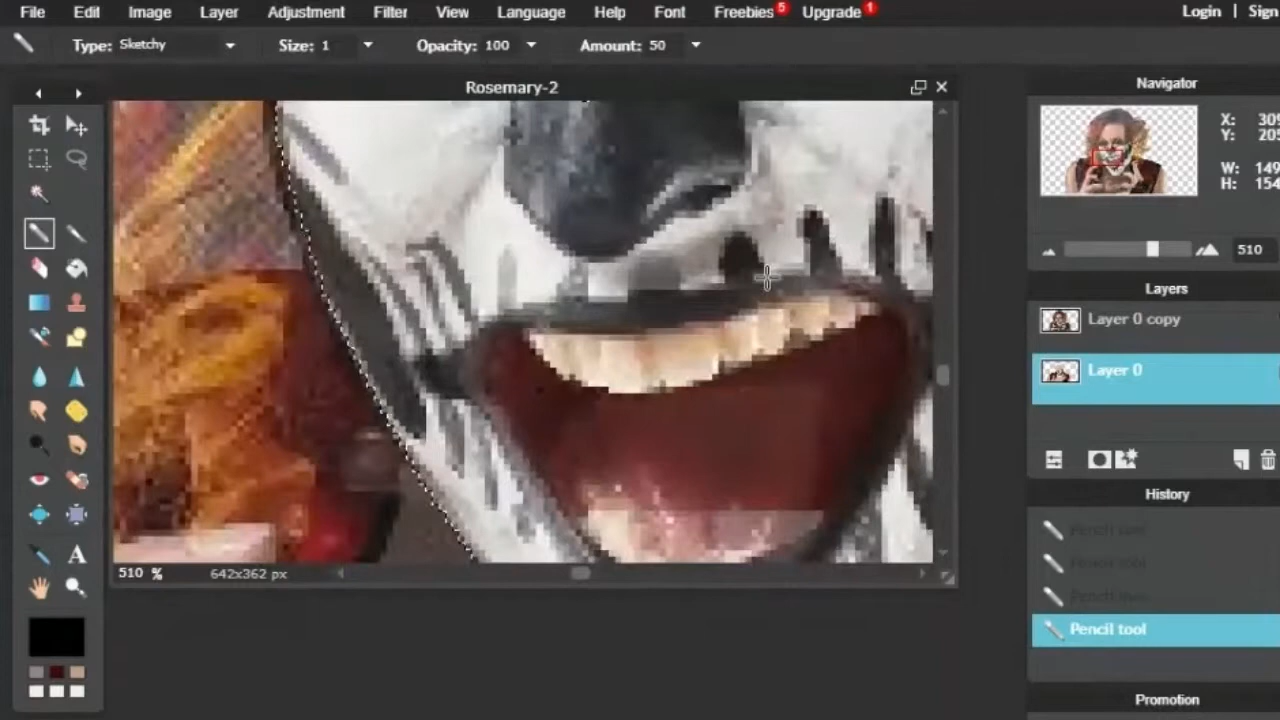 File Edit Image Layer Adjustment Filter View Language Help Font Freebies 5 Upgrade 1 Login | Sign
Type: Sketchy Size: 1 Opacity: 100 Amount: 50
Rosemary-2
Navigator
X: 309
Y: 205
W: 149
H: 154
510
Layers
Layer 0 copy
Layer 0
History
Pencil tool
Pencil tool
Pencil tool
Pencil tool
510 % 642x362 px
A
Promotion